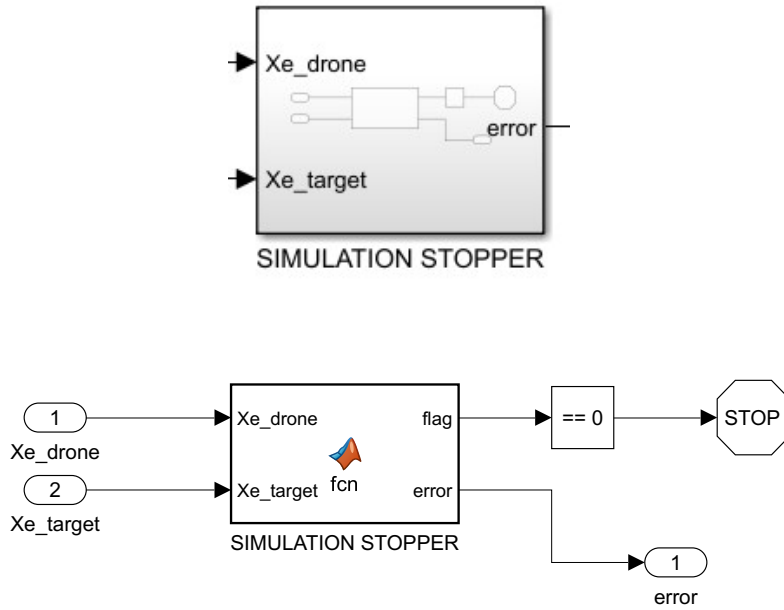 Xe_drone
error
Xe_target
SIMULATION STOPPER
1
Xe_drone
2
Xe_target
Xe_drone
flag
Xe_target
fcn
error
SIMULATION STOPPER
== 0
STOP
1
error